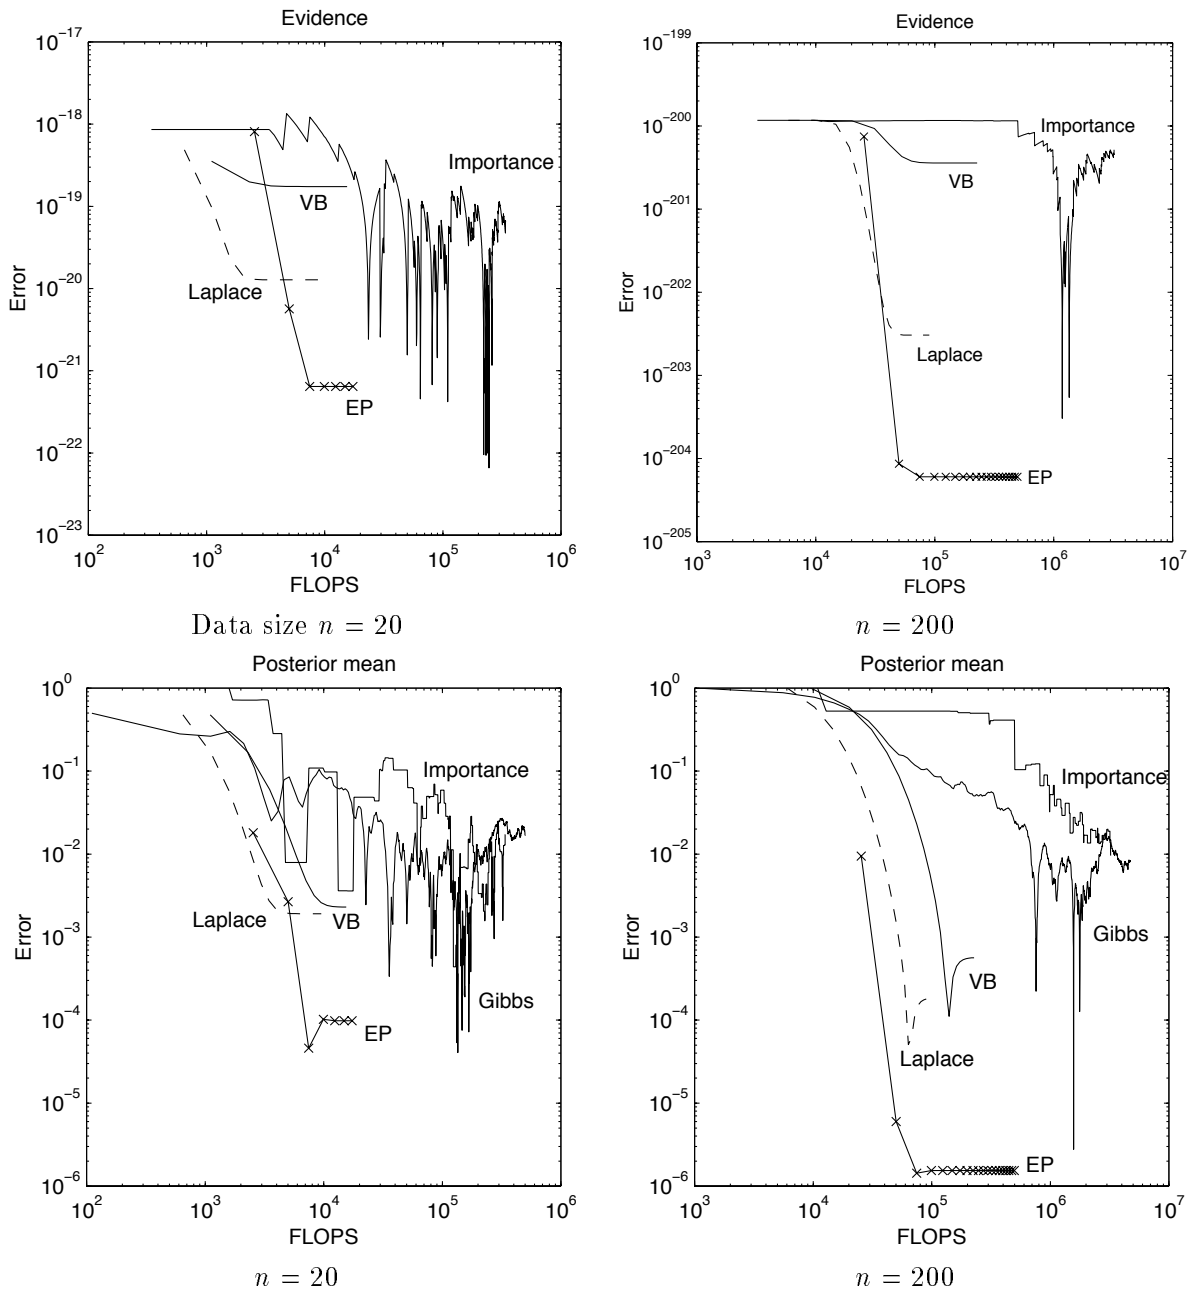 Evidence
10^-17
10^-18
10^-19
10^-20
10^-21
10^-22
10^-23
Error
Importance
VB
Laplace
EP
10^2 10^3 10^4 10^5 10^6
FLOPS
Data size n = 20
Evidence
10^-199
10^-200
10^-201
10^-202
10^-203
10^-204
10^-205
Error
Importance
VB
Laplace
EP
10^3 10^4 10^5 10^6 10^7
FLOPS
n = 200
Posterior mean
10^0
10^-1
10^-2
10^-3
10^-4
10^-5
10^-6
Error
Importance
Laplace
VB
Gibbs
EP
10^2 10^3 10^4 10^5 10^6
FLOPS
n = 20
Posterior mean
10^0
10^-1
10^-2
10^-3
10^-4
10^-5
10^-6
Error
Importance
Gibbs
VB
Laplace
EP
10^3 10^4 10^5 10^6 10^7
FLOPS
n = 200